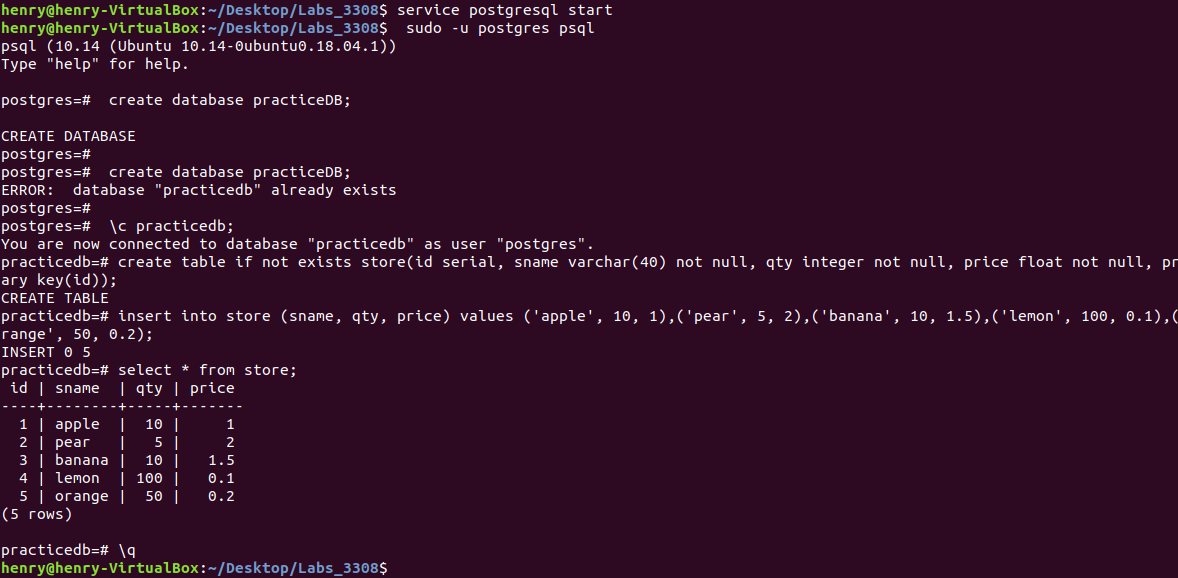 henry@henry-VirtualBox:~/Desktop/Labs_3308$ service postgresql start
henry@henry-VirtualBox:~/Desktop/Labs_3308$  sudo -u postgres psql
psql (10.14 (Ubuntu 10.14-0ubuntu0.18.04.1))
Type "help" for help.

postgres=#  create database practiceDB;

CREATE DATABASE
postgres=#
postgres=#  create database practiceDB;
ERROR:  database "practicedb" already exists
postgres=#
postgres=#  \c practicedb;
You are now connected to database "practicedb" as user "postgres".
practicedb=# create table if not exists store(id serial, sname varchar(40) not null, qty integer not null, price float not null, pr
ary key(id));
CREATE TABLE
practicedb=# insert into store (sname, qty, price) values ('apple', 10, 1),('pear', 5, 2),('banana', 10, 1.5),('lemon', 100, 0.1),(
range', 50, 0.2);
INSERT 0 5
practicedb=# select * from store;
 id | sname  | qty | price
----+--------+-----+-------
  1 | apple  |  10 |     1
  2 | pear   |   5 |     2
  3 | banana |  10 |   1.5
  4 | lemon  | 100 |   0.1
  5 | orange |  50 |   0.2
(5 rows)

practicedb=# \q
henry@henry-VirtualBox:~/Desktop/Labs_3308$